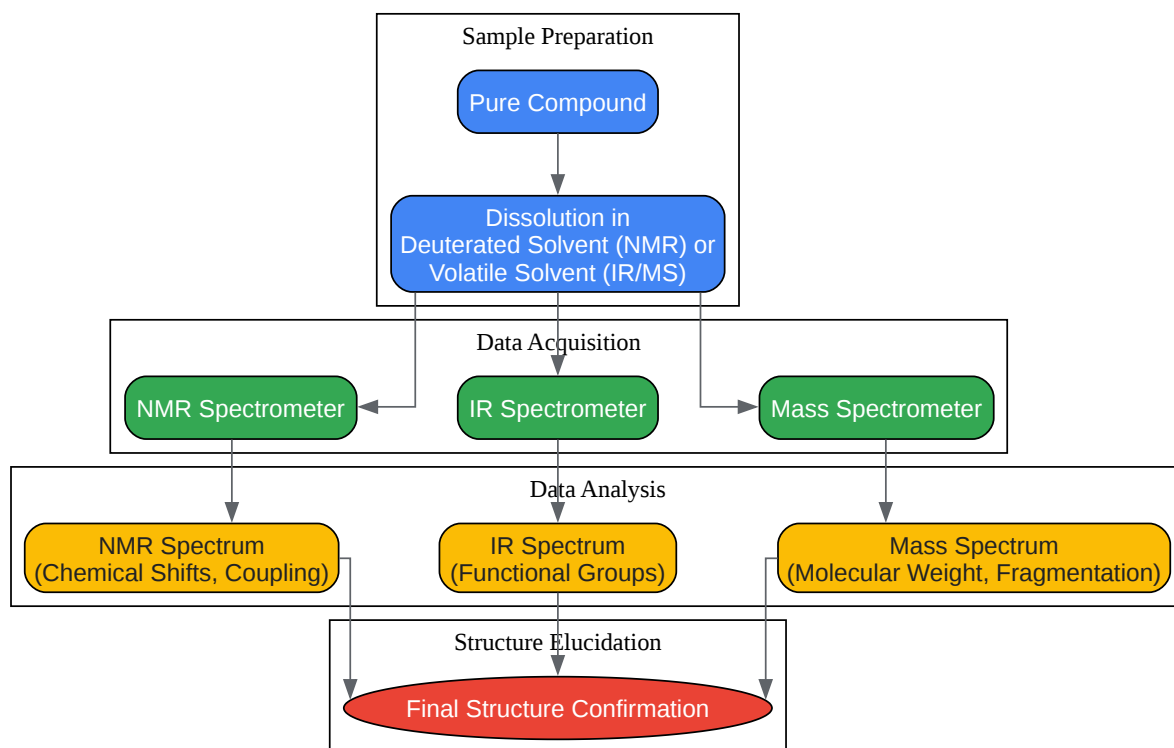 Sample Preparation
Pure Compound
Dissolution in
Deuterated Solvent (NMR) or
Volatile Solvent (IR/MS)
Data Acquisition
NMR Spectrometer
IR Spectrometer
Mass Spectrometer
Data Analysis
NMR Spectrum
(Chemical Shifts, Coupling)
IR Spectrum
(Functional Groups)
Mass Spectrum
(Molecular Weight, Fragmentation)
Structure Elucidation
Final Structure Confirmation